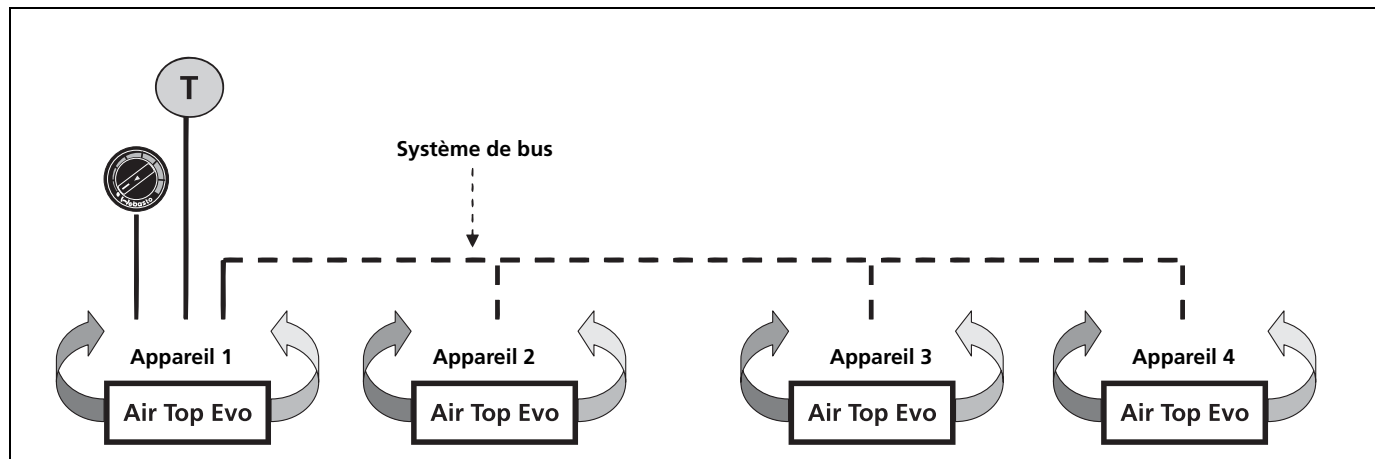 T
Système de bus
Webasto
Appareil 1
Appareil 2
Appareil 3
Appareil 4
Air Top Evo
Air Top Evo
Air Top Evo
Air Top Evo